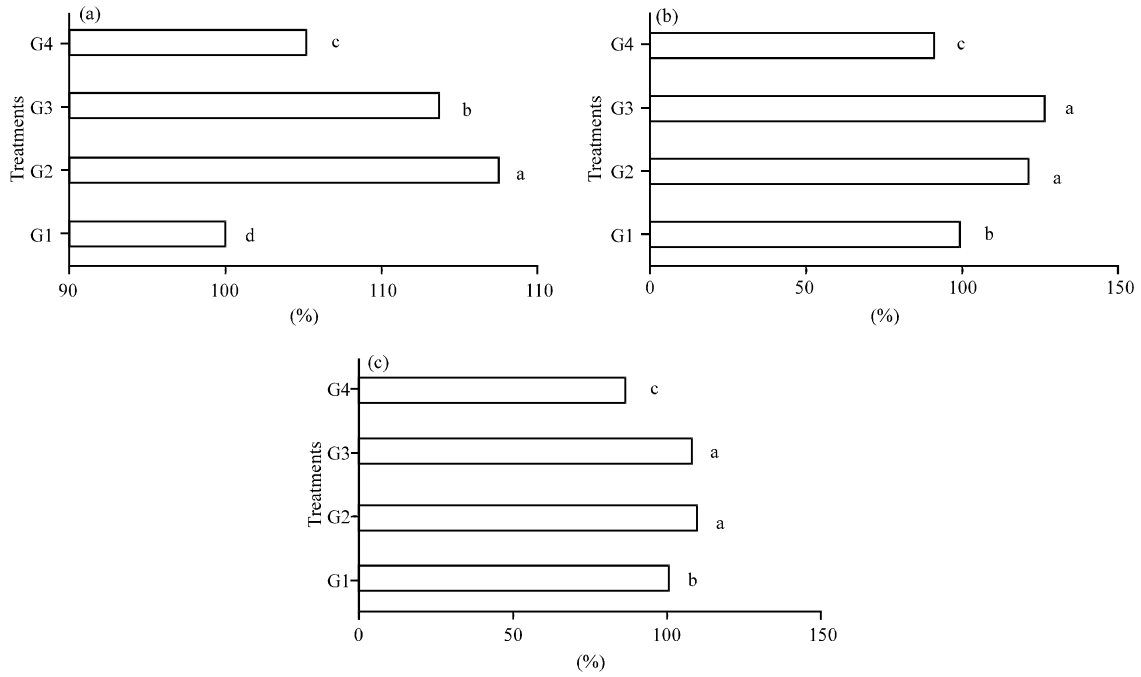 (a)
G4
c
G3
b
G2
a
G1
d
Treatments
90 100 110 110
(%)
(b)
G4
c
G3
a
G2
a
G1
b
Treatments
0 50 100 150
(%)
(c)
G4
c
G3
a
G2
a
G1
b
Treatments
0 50 100 150
(%)